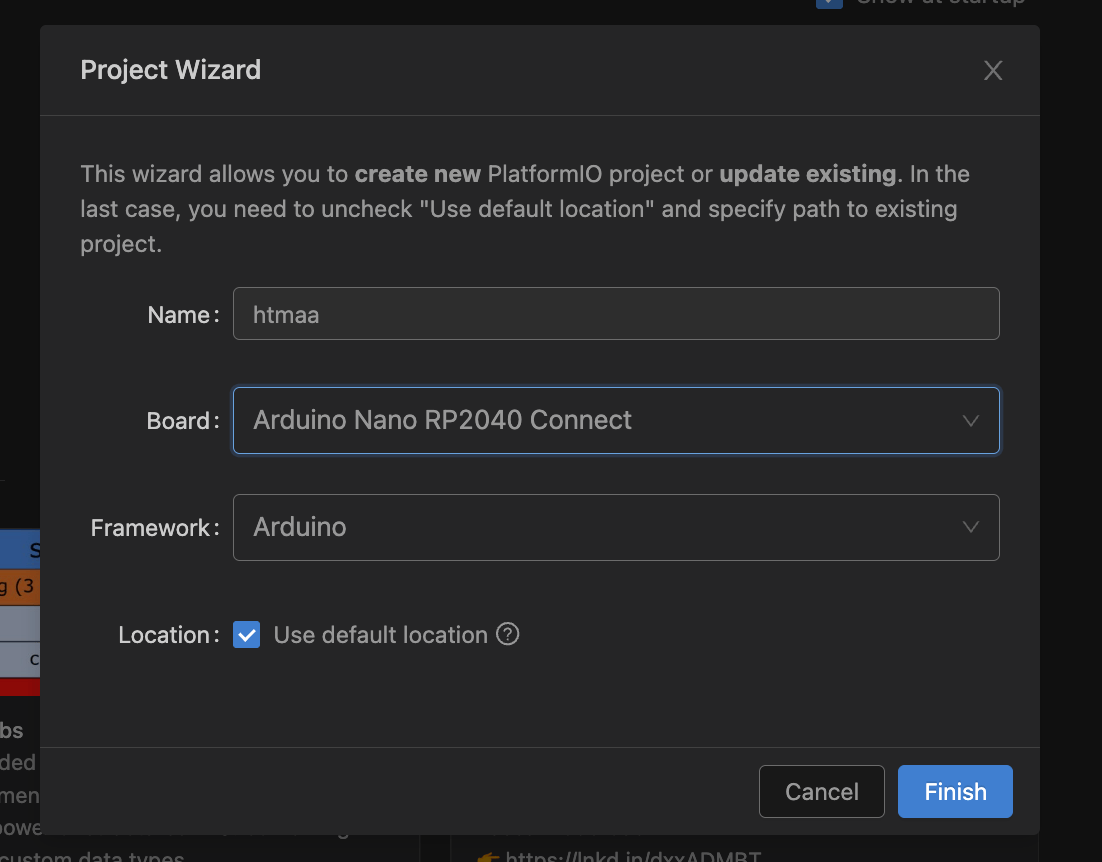 Show at startup
Project Wizard
This wizard allows you to create new PlatformIO project or update existing. In the
last case, you need to uncheck "Use default location" and specify path to existing
project.
Name:
htmaa
Board:
Arduino Nano RP2040 Connect
Framework:
Arduino
Location:
Use default location
S
g (3
c
bs
ded
men
powe
Cancel
Finish
custom data types
https://lnkd.in/dxxADMBT